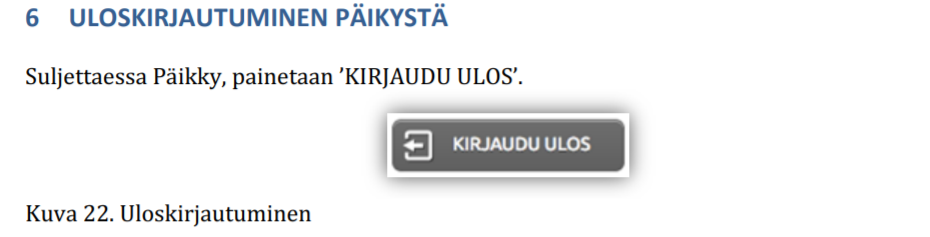 6 ULOSKIRJAUTUMINEN PÄIKYSTÄ
Suljettaessa Päikky, painetaan ’KIRJAUDU ULOS’.
KIRJAUDU ULOS
Kuva 22. Uloskirjautuminen